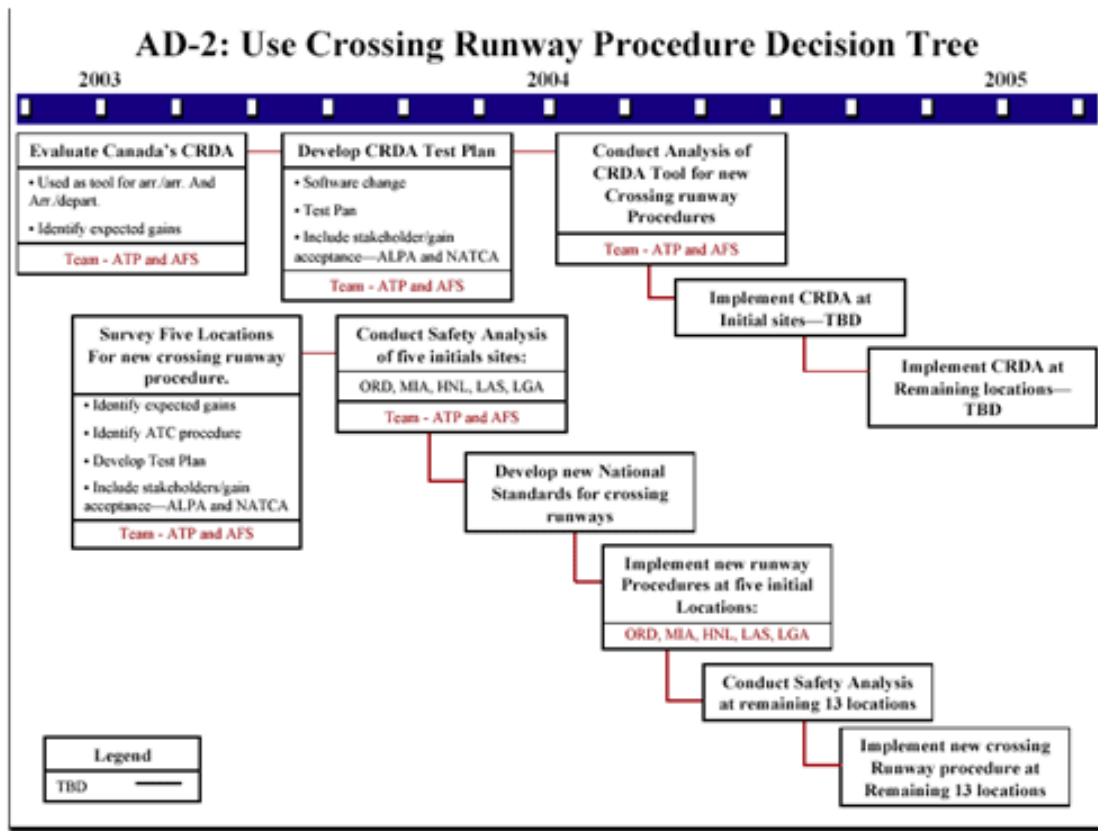 AD-2: Use Crossing Runway Procedure Decision Tree
2003
2004
2005
Evaluate Canada's CRDA
• Used as tool for arr./arr. And
Arr./depart.
• Identify expected gains
Team - ATP and AFS
Develop CRDA Test Plan
• Software change
• Test Pan
• Include stakeholder/gain
acceptance—ALPA and NATCA
Team - ATP and AFS
Conduct Analysis of
CRDA Tool for new
Crossing runway
Procedures
Team - ATP and AFS
Implement CRDA at
Initial sites—TBD
Implement CRDA at
Remaining locations—
TBD
Survey Five Locations
For new crossing runway
procedure.
• Identify expected gains
• Identify ATC procedure
• Develop Test Plan
• Include stakeholders/gain
acceptance—ALPA and NATCA
Team - ATP and AFS
Conduct Safety Analysis
of five initials sites:
ORD, MIA, HNL, LAS, LGA
Team - ATP and AFS
Develop new National
Standards for crossing
runways
Implement new runway
Procedures at five initial
Locations:
ORD, MIA, HNL, LAS, LGA
Conduct Safety Analysis
at remaining 13 locations
Implement new crossing
Runway procedure at
Remaining 13 locations
Legend
TBD